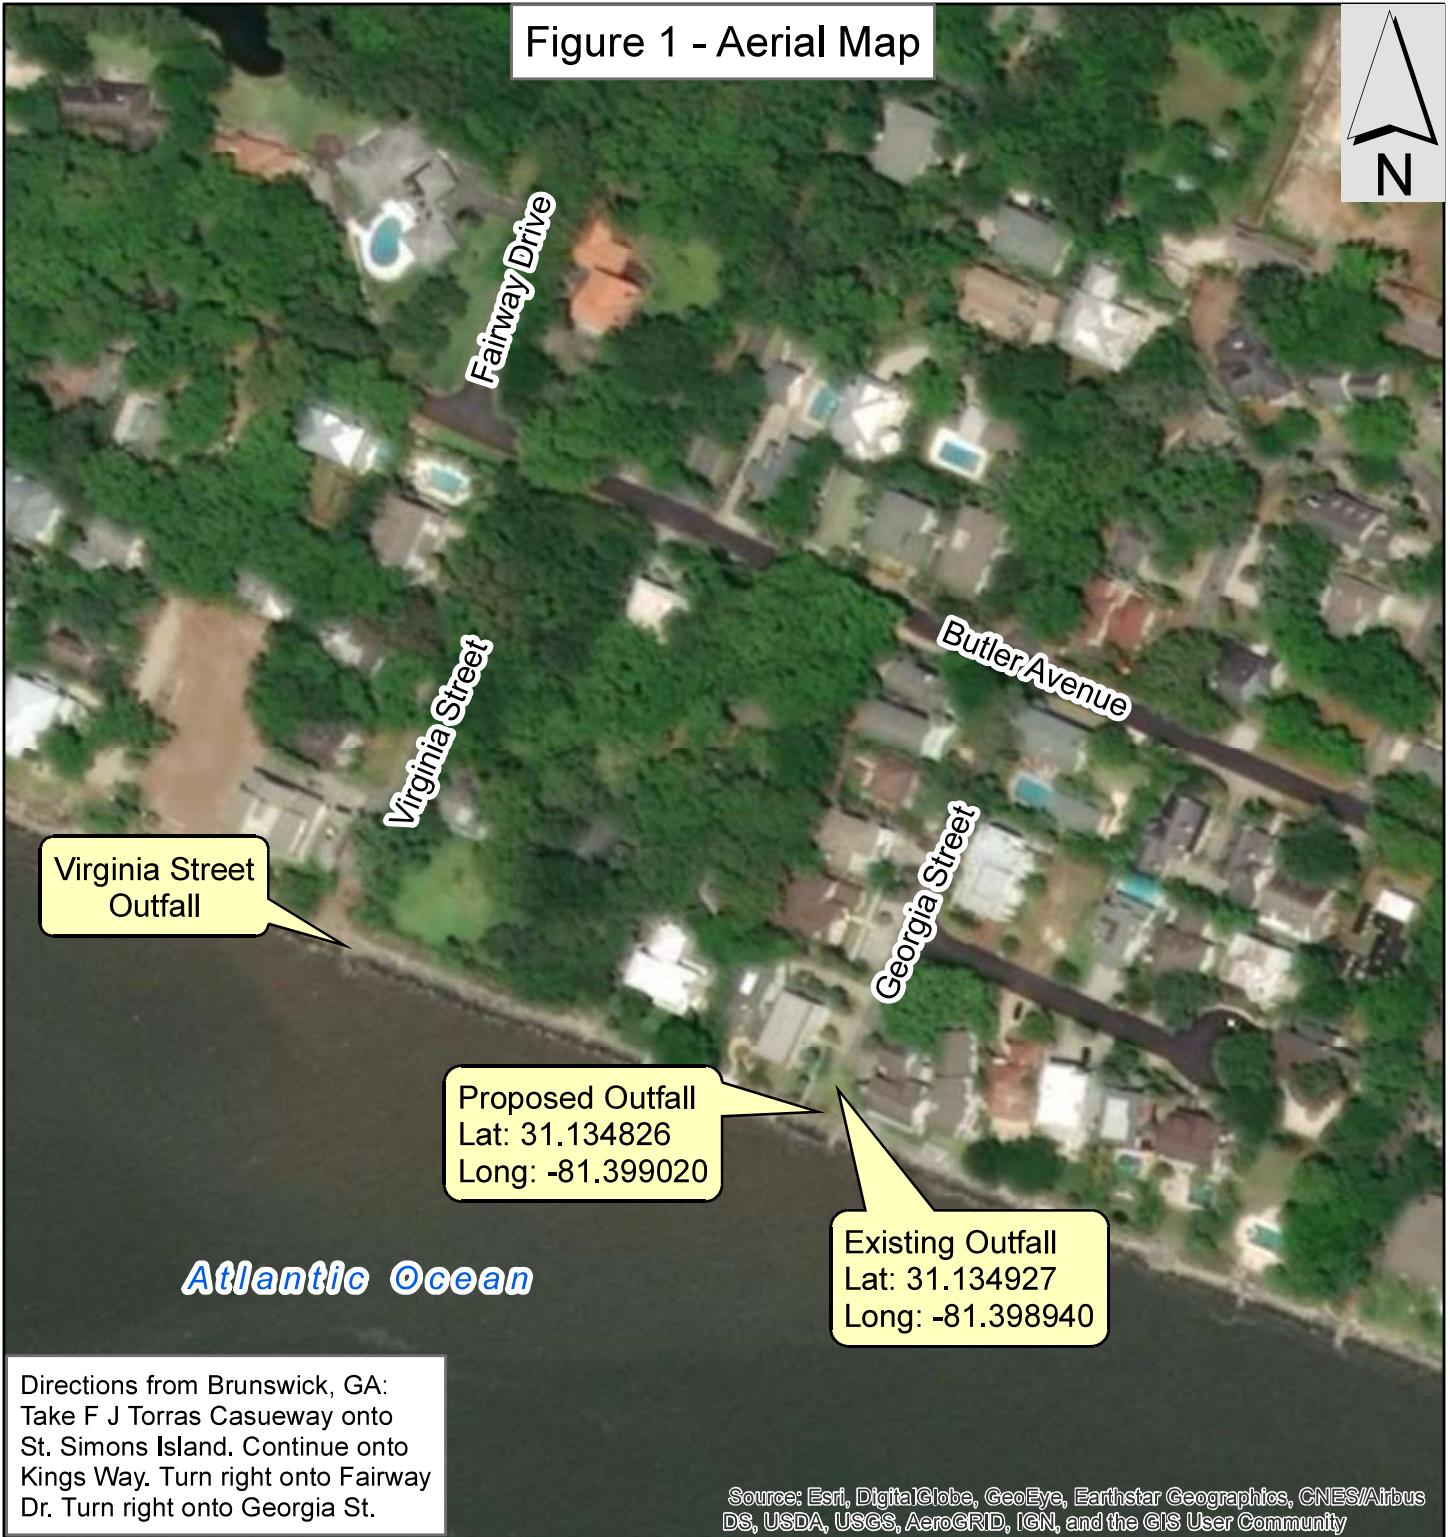 Figure 1 - Aerial Map
N
Fairway Drive
Butler Avenue
Virginia Street
Georgia Street
Virginia Street
Outfall
Proposed Outfall
Lat: 31.134826
Long: -81.399020
Existing Outfall
Lat: 31.134927
Long: -81.398940
Atlantic Ocean
Directions from Brunswick, GA:
Take F J Torras Casueway onto
St. Simons Island. Continue onto
Kings Way. Turn right onto Fairway
Dr. Turn right onto Georgia St.
Source: Esri, DigitalGlobe, GeoEye, Earthstar Geographics, CNES/Airbus
DS, USDA, USGS, AeroGRID, IGN, and the GIS User Community